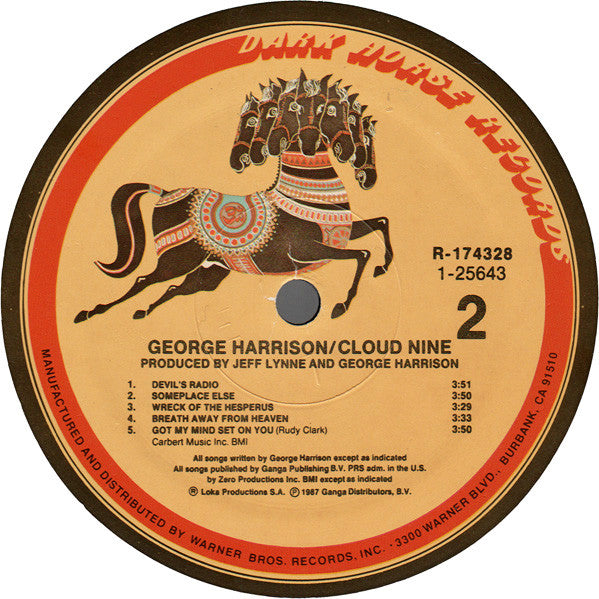 DARK HORSE RECORDS
R-174328
1-25643
2
GEORGE HARRISON/CLOUD NINE
PRODUCED BY JEFF LYNNE AND GEORGE HARRISON
1. DEVIL'S RADIO 3:51
2. SOMEPLACE ELSE 3:50
3. WRECK OF THE HESPERUS 3:29
4. BREATH AWAY FROM HEAVEN 3:33
5. GOT MY MIND SET ON YOU (Rudy Clark) 3:50
Carbert Music Inc. BMI
All songs written by George Harrison except as indicated
All songs published by Ganga Publishing B.V. PRS adm. in the U.S.
by Zero Productions Inc. BMI except as indicated
® Loka Productions S.A. ℗ 1987 Ganga Distributors, B.V.
MANUFACTURED AND DISTRIBUTED BY WARNER BROS. RECORDS, INC. - 3300 WARNER BLVD., BURBANK, CA 91510